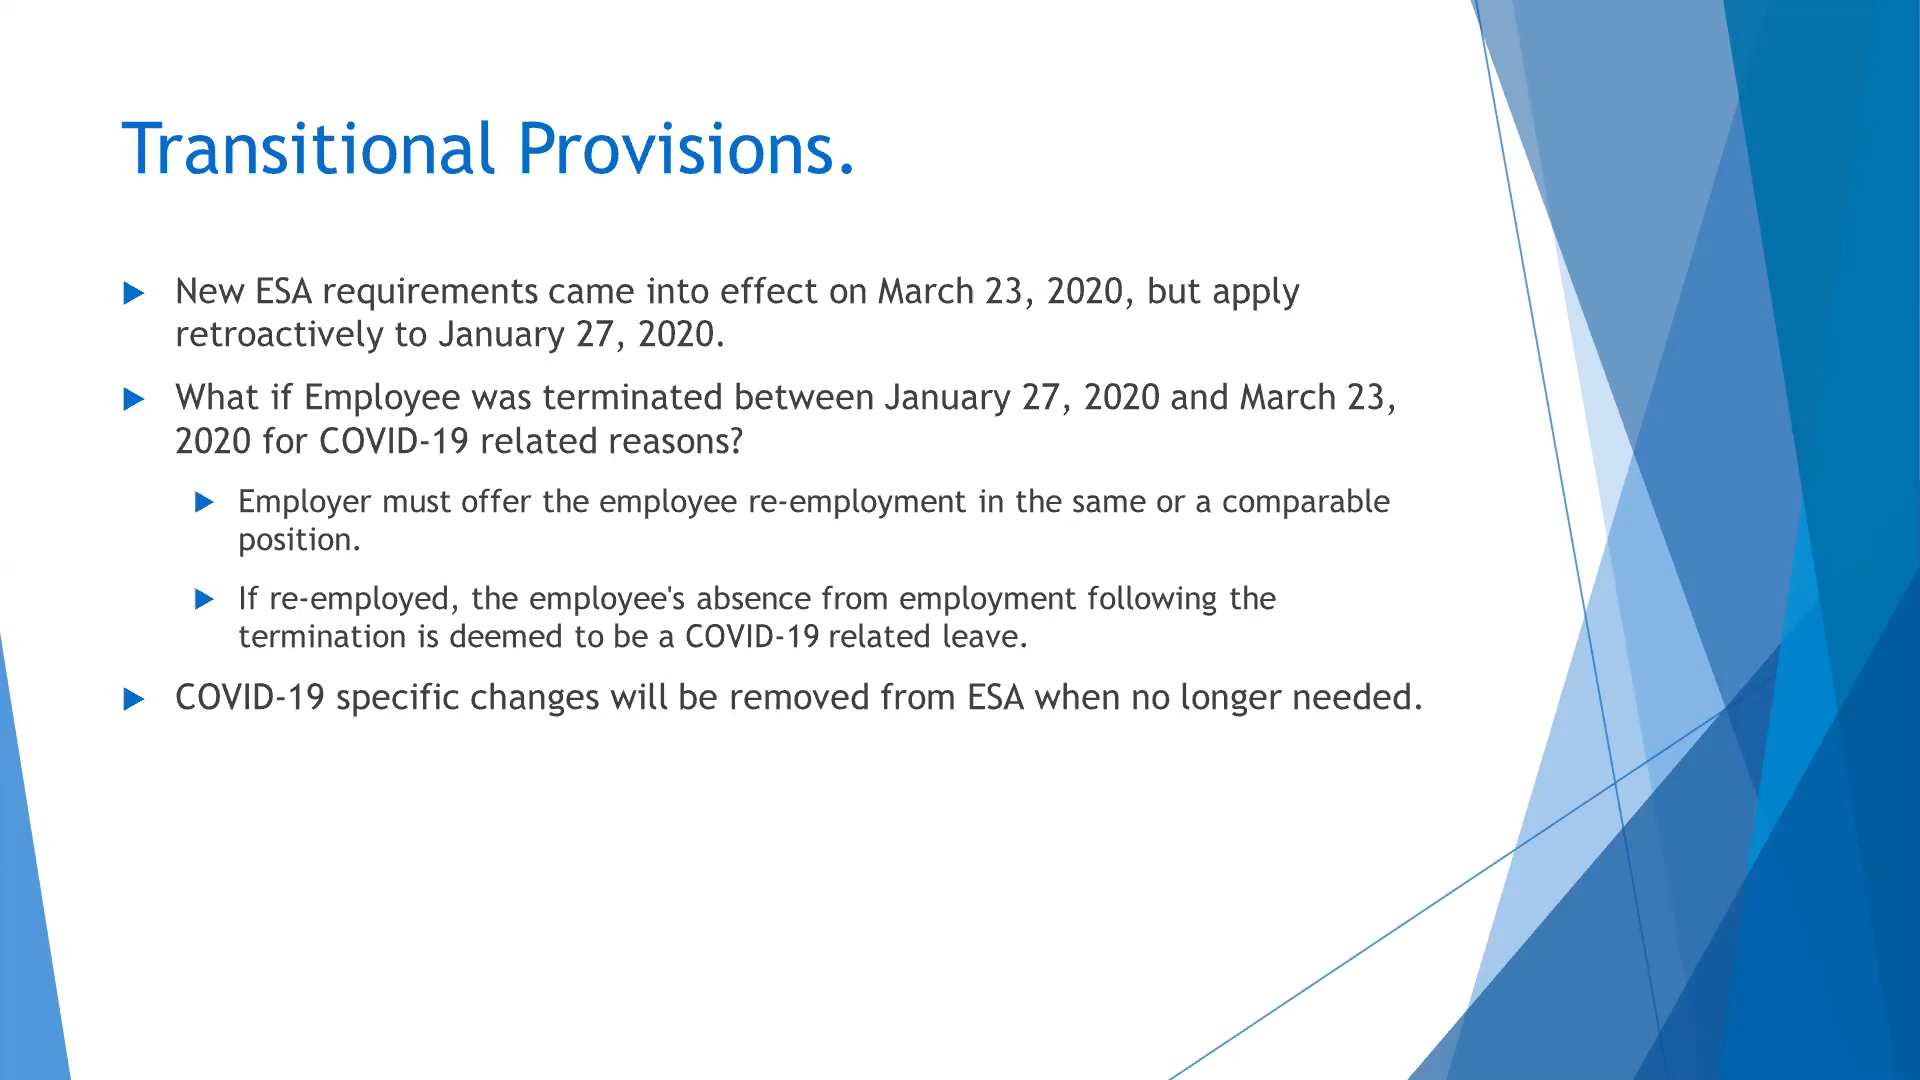 Transitional Provisions.
New ESA requirements came into effect on March 23, 2020, but apply
retroactively to January 27, 2020.
What if Employee was terminated between January 27, 2020 and March 23,
2020 for COVID-19 related reasons?
Employer must offer the employee re-employment in the same or a comparable
position.
If re-employed, the employee's absence from employment following the
termination is deemed to be a COVID-19 related leave.
COVID-19 specific changes will be removed from ESA when no longer needed.